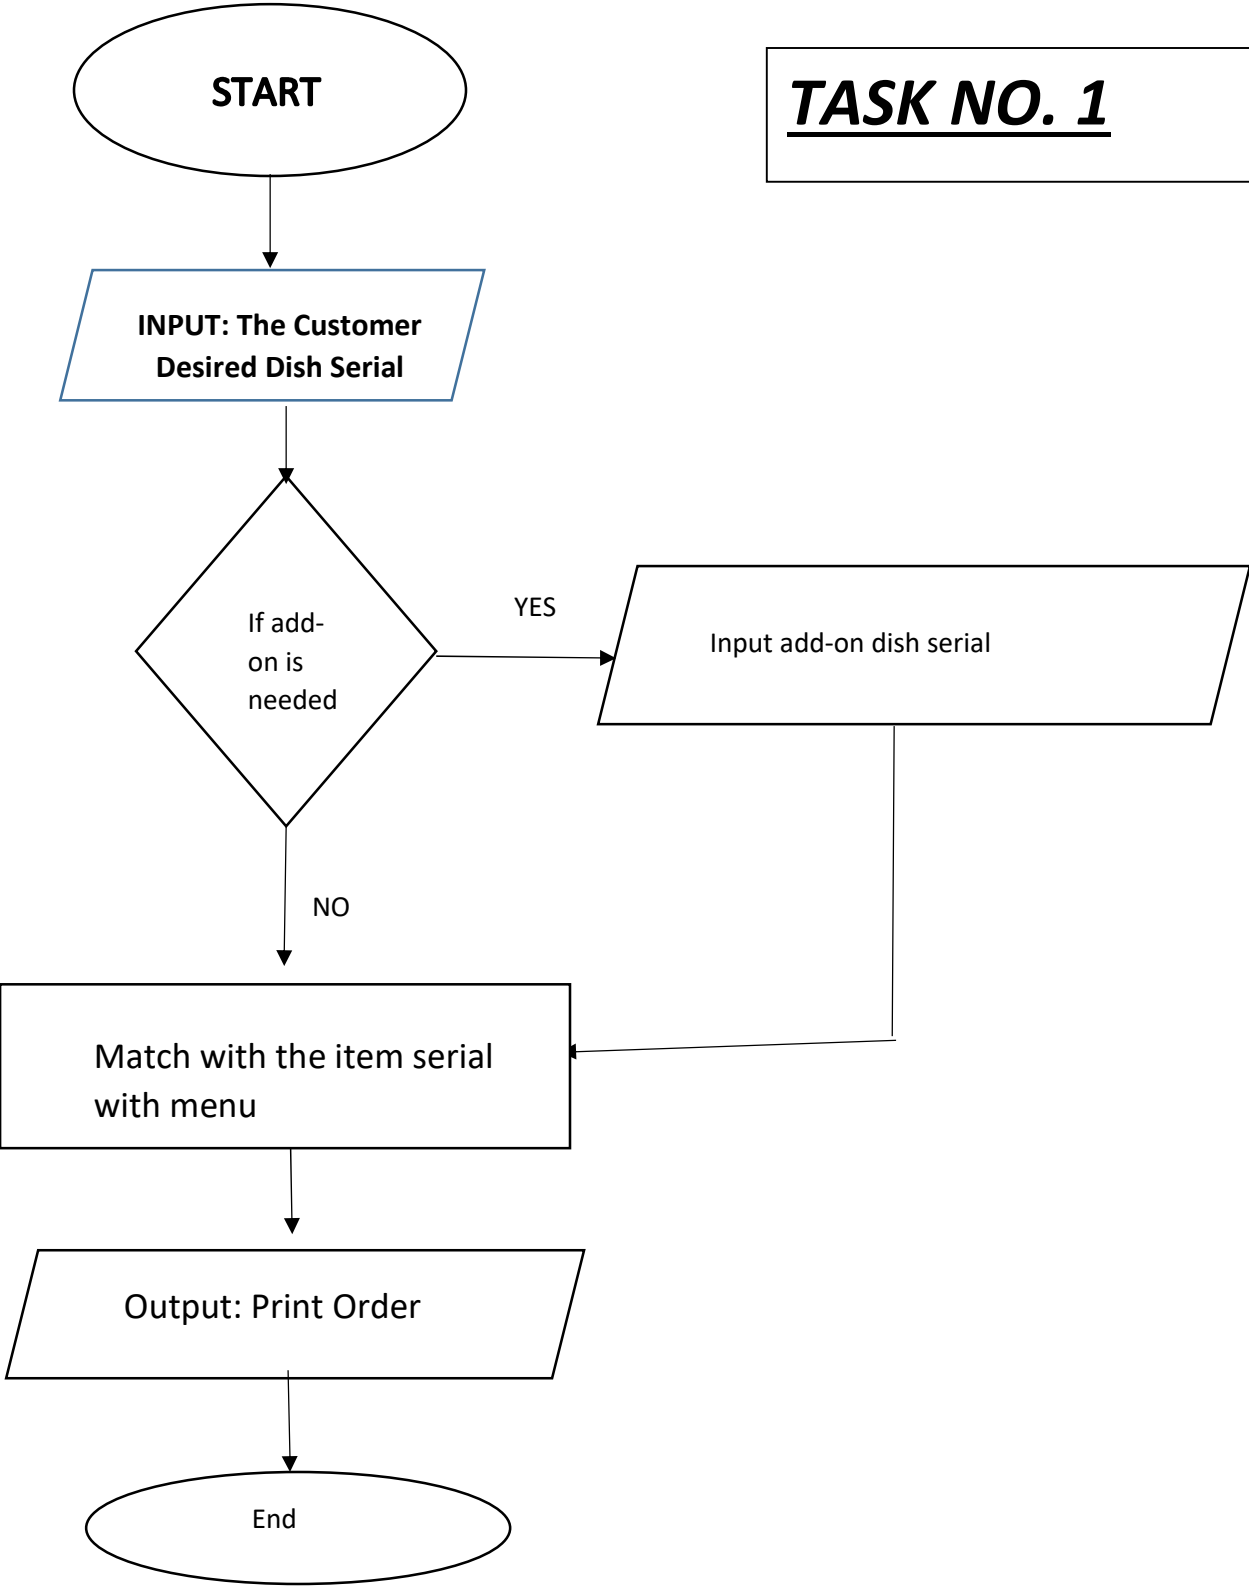 START
TASK NO. 1
INPUT: The Customer
Desired Dish Serial
If add-
on is
needed
YES
Input add-on dish serial
NO
Match with the item serial
with menu
Output: Print Order
End